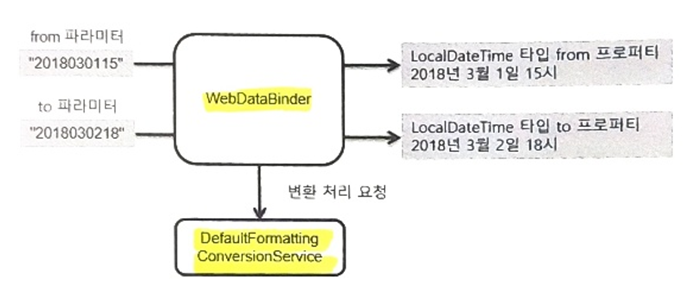 from 파라미터
"2018030115"
to 파라미터
"2018030218"
WebDataBinder
LocalDateTime 타입 from 프로퍼티
2018년 3월 1일 15시
LocalDateTime 타입 to 프로퍼티
2018년 3월 2일 18시
변환 처리 요청
DefaultFormatting
ConversionService